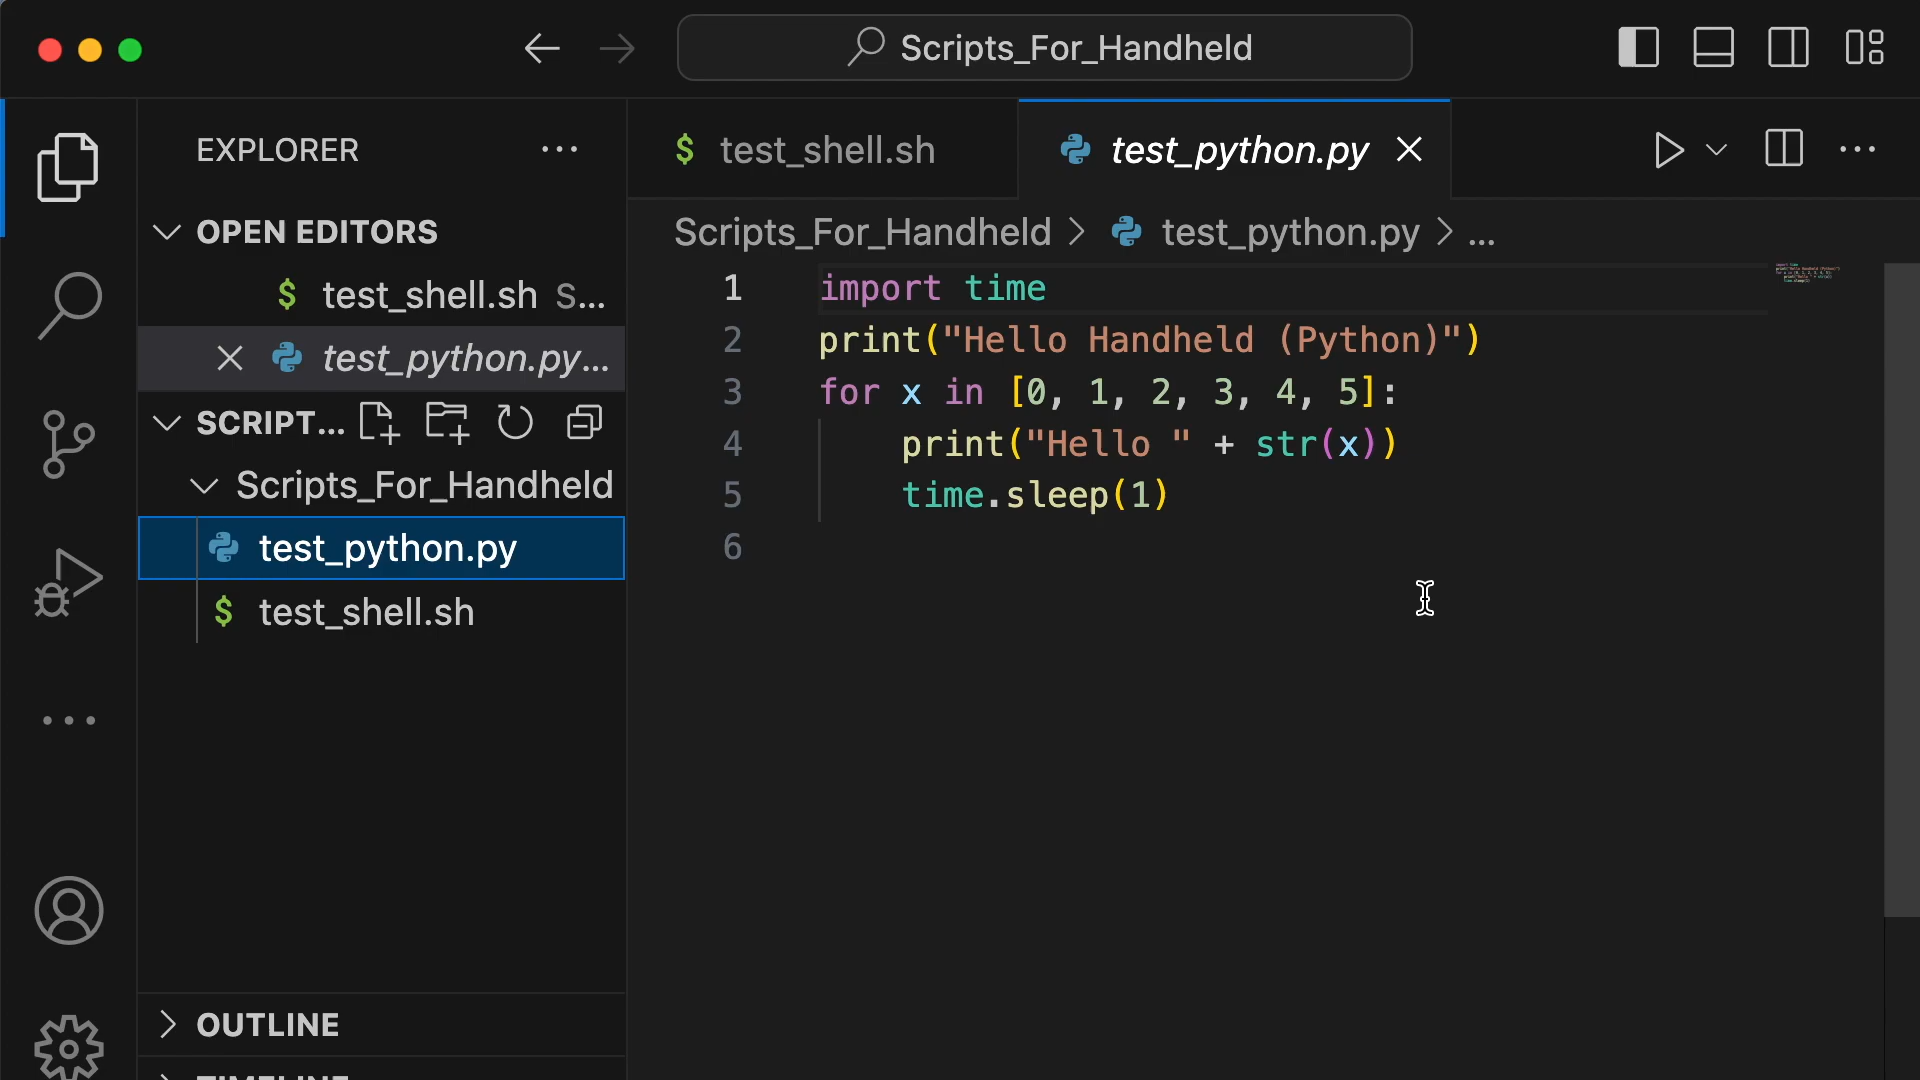 Scripts_For_Handheld
EXPLORER
OPEN EDITORS
test_shell.sh S...
test_python.py...
SCRIPT...
Scripts_For_Handheld
test_python.py
test_shell.sh
OUTLINE
TIMELINE
test_shell.sh
test_python.py
Scripts_For_Handheld > test_python.py > ...
1 import time
2 print("Hello Handheld (Python)")
3 for x in [0, 1, 2, 3, 4, 5]:
4 print("Hello " + str(x))
5 time.sleep(1)
6